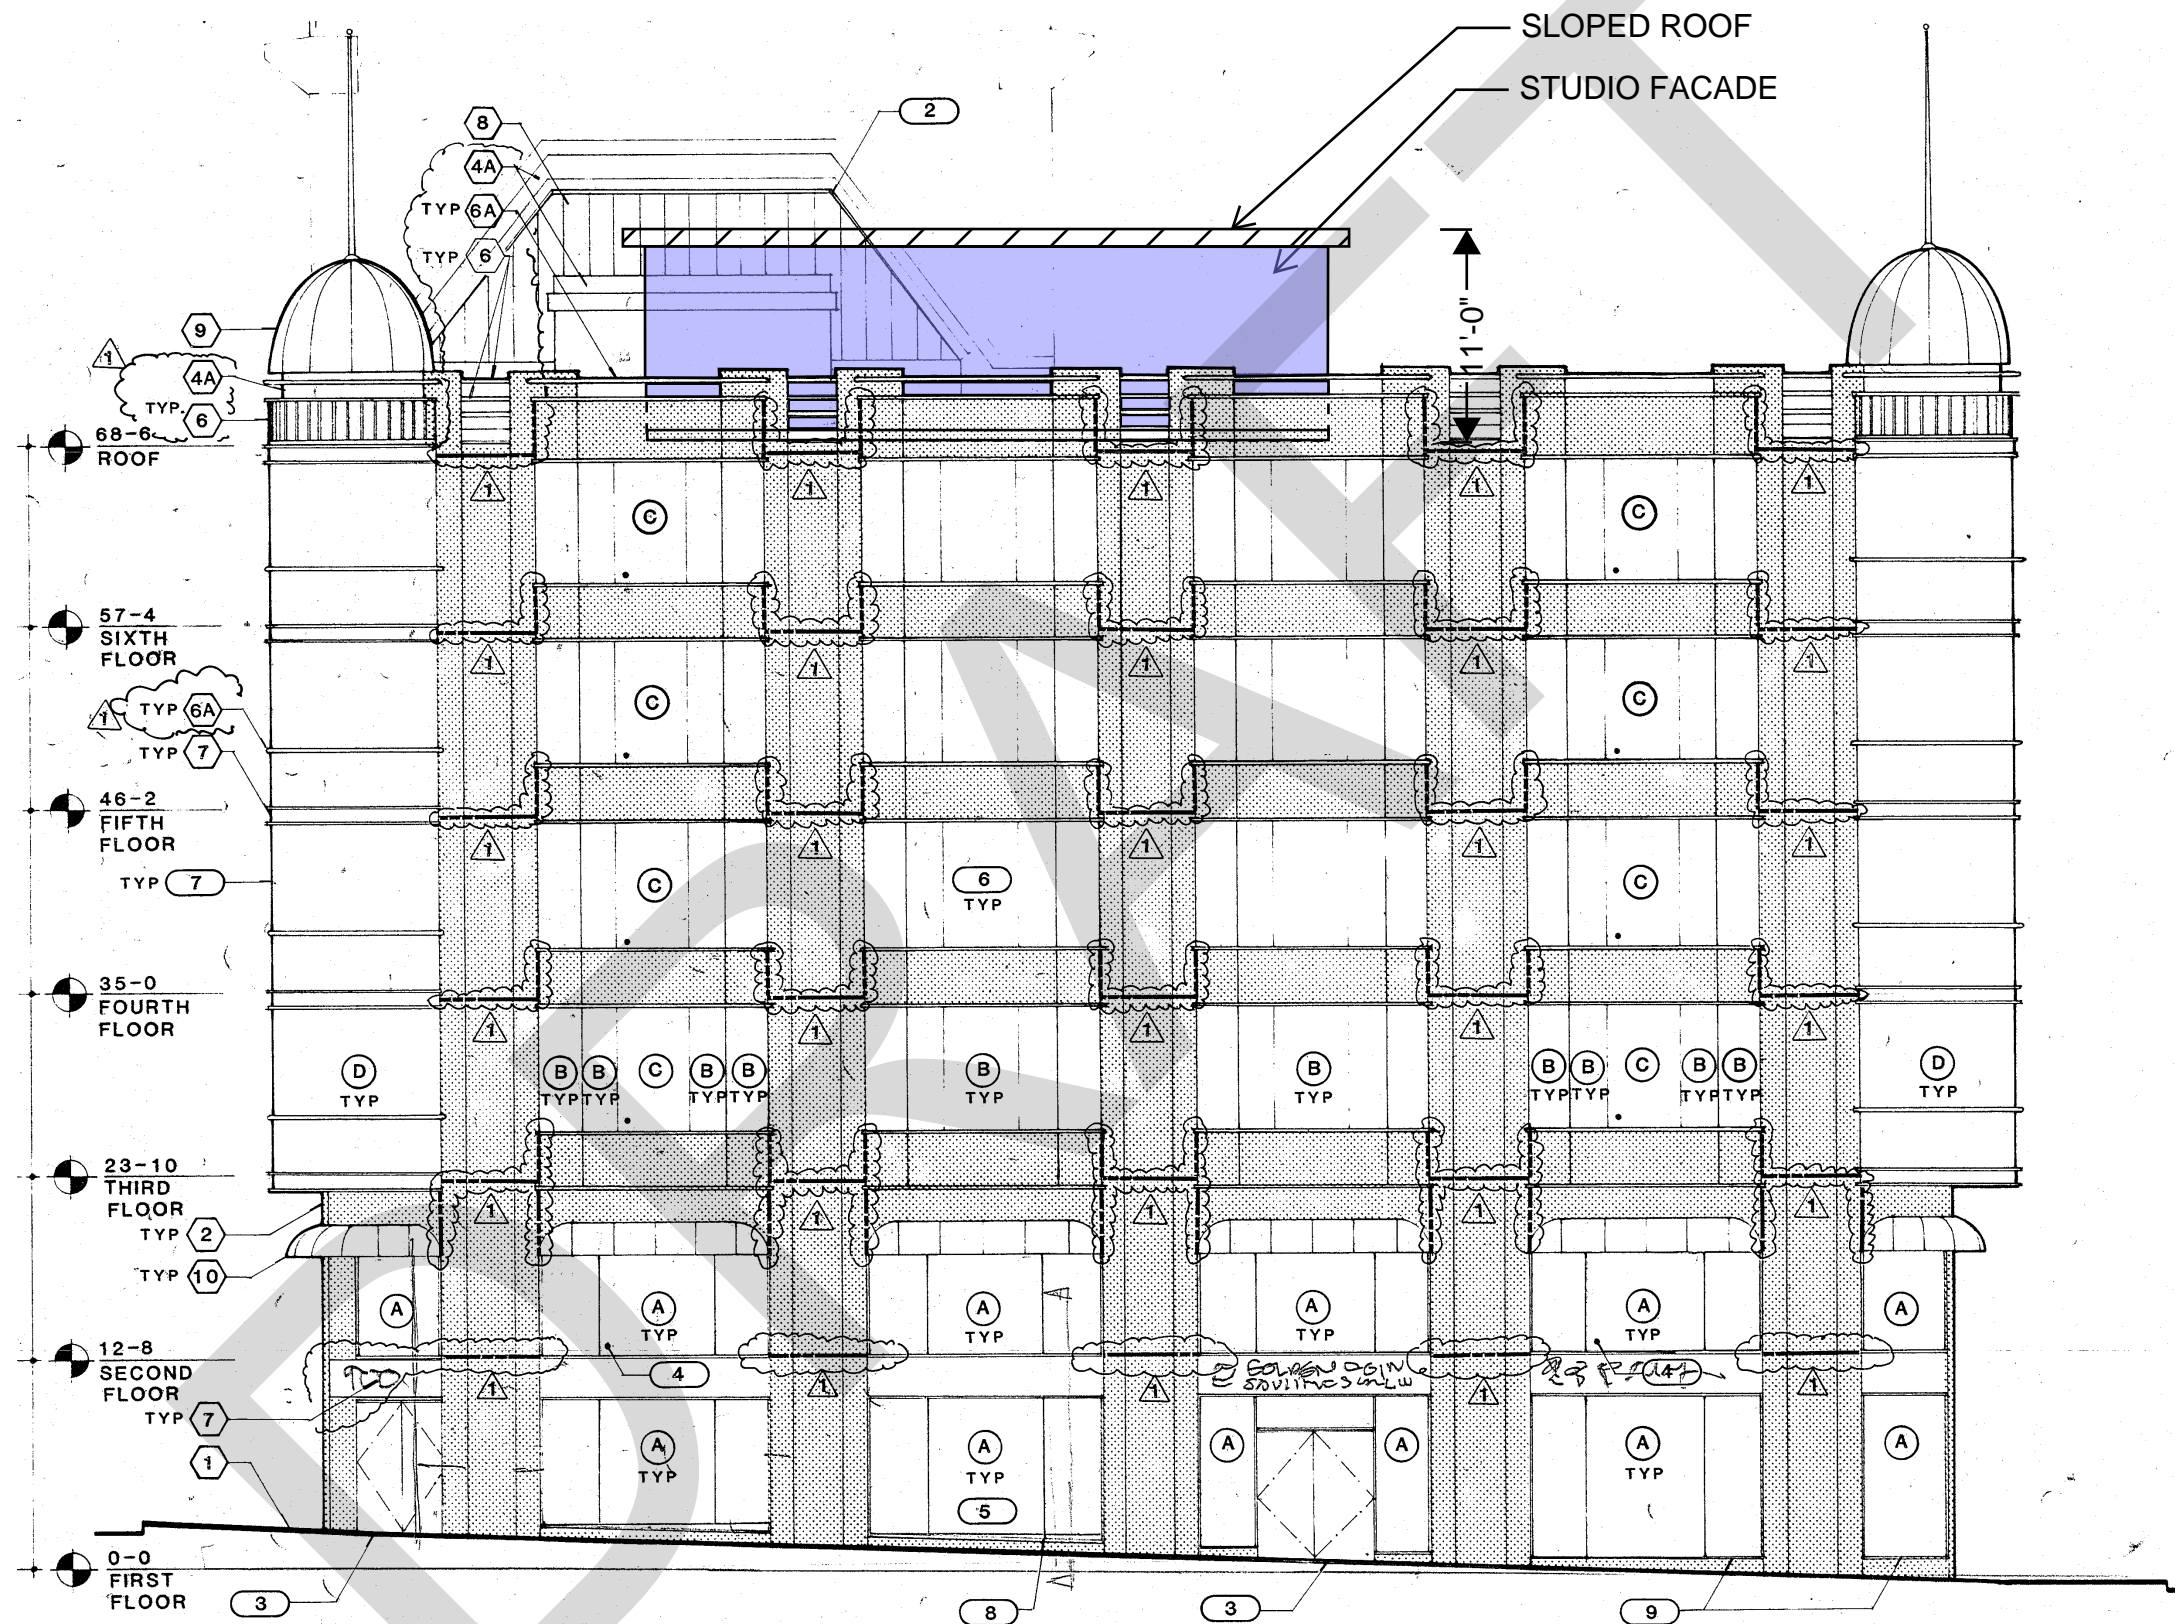 SLOPED ROOF
STUDIO FACADE
2
8
4A
TYP 6A
TYP 6
11'-0"
9
1
4A
TYP. 6
68-6
ROOF
1 1 1 1 1
C C
57-4
SIXTH
FLOOR
1 1 1 1 1
C C
1 TYP 6A
TYP 7
46-2
FIFTH
FLOOR
1 1 1 1 1
TYP 7
C 6 C
TYP
35-0
FOURTH
FLOOR
1 1 1 1 1
D B B C B B B B B B C B B D
TYP TYP TYP TYP TYP TYP TYP TYP TYP TYP TYP TYP
23-10
THIRD
FLOOR
1 1 1 1 1
TYP 2
TYP 10
A A A A A A
TYP TYP TYP TYP
12-8
SECOND
FLOOR
4
1 1 1 1 1
TYP 7
1
A A A A A A
TYP TYP TYP
5
0-0
FIRST
FLOOR
3 8 3 9
DRAFT